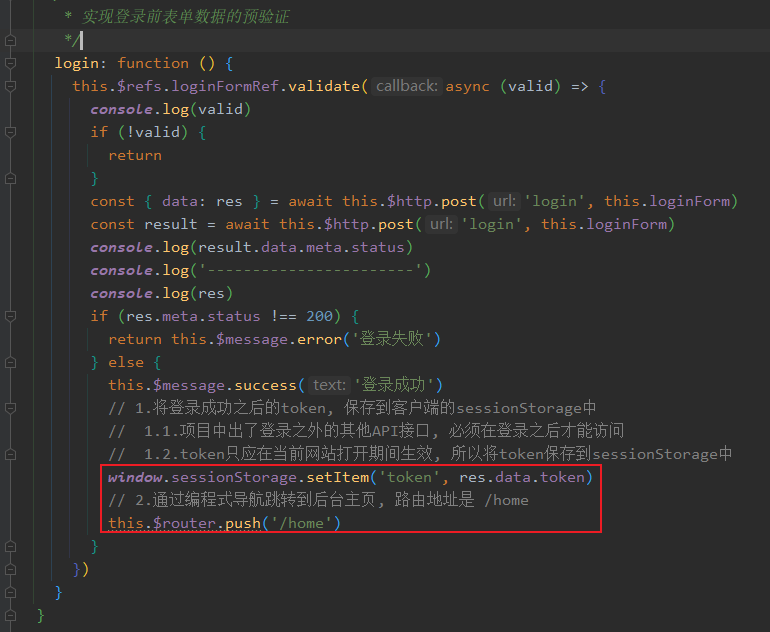 * 实现登录前表单数据的预验证
*/
login: function () {
this.$refs.loginFormRef.validate( callback: async (valid) => {
console.log(valid)
if (!valid) {
return
}
const { data: res } = await this.$http.post( url: 'login', this.loginForm)
const result = await this.$http.post( url: 'login', this.loginForm)
console.log(result.data.meta.status)
console.log('-----------------------')
console.log(res)
if (res.meta.status !== 200) {
return this.$message.error('登录失败')
} else {
this.$message.success( text: '登录成功')
// 1.将登录成功之后的token, 保存到客户端的sessionStorage中
//  1.1.项目中出了登录之外的其他API接口, 必须在登录之后才能访问
//  1.2.token只应在当前网站打开期间生效, 所以将token保存到sessionStorage中
window.sessionStorage.setItem('token', res.data.token)
// 2.通过编程式导航跳转到后台主页, 路由地址是 /home
this.$router.push('/home')
}
})
}
}